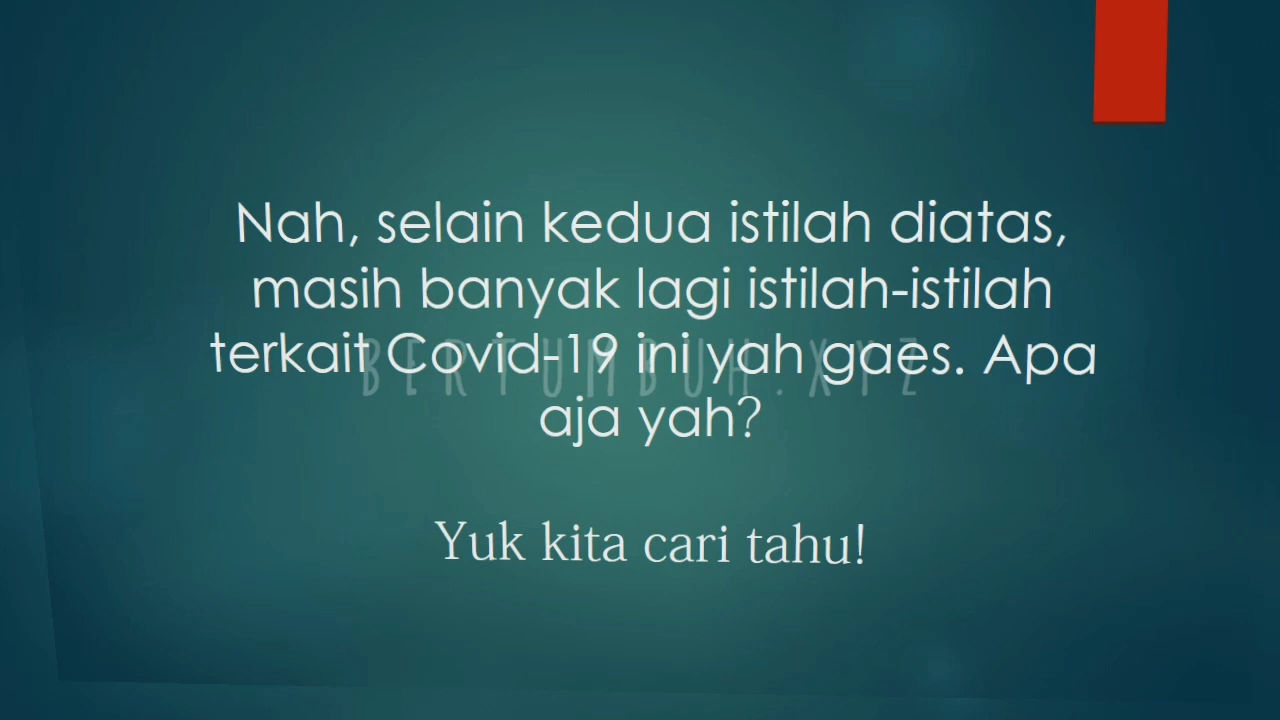 Nah, selain kedua istilah diatas,
masih banyak lagi istilah-istilah
terkait Covid-19 ini yah gaes. Apa
aja yah?
BERTUMBUH.XYZ
Yuk kita cari tahu!